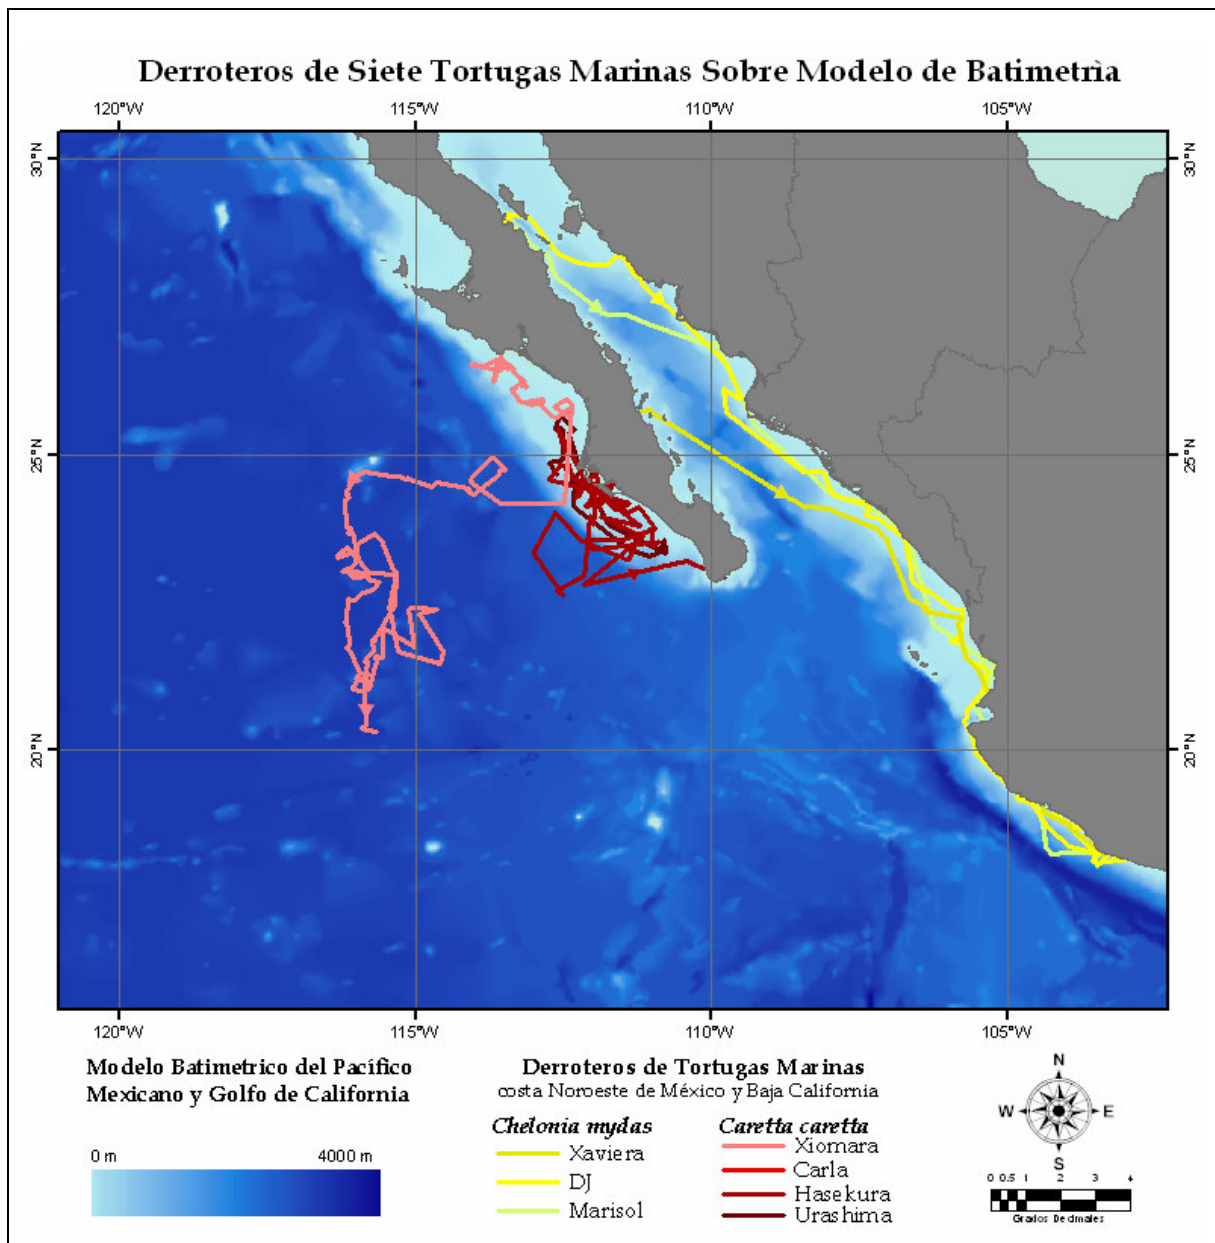 Derroteros de Siete Tortugas Marinas Sobre Modelo de Batimetrìa
120°W 115°W 110°W 105°W
30°N 30°N
25°N 25°N
20°N 20°N
120°W 115°W 110°W 105°W
Modelo Batimetrico del Pacífico
Mexicano y Golfo de California
0 m 4000 m
Derroteros de Tortugas Marinas
costa Noroeste de México y Baja California
Chelonia mydas
Xaviera
DJ
Marisol
Caretta caretta
Xiomara
Carla
Hasekura
Urashima
N
W E
S
0 0.5 1 2 3 4
Grados Decimales